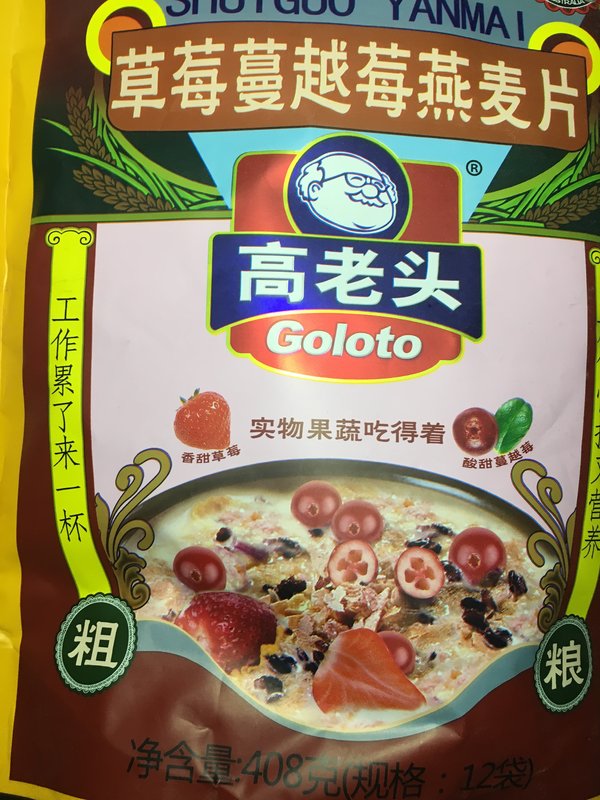 SHUIGUO YANMAI
草莓蔓越莓燕麦片
®
高老头
Goloto
工作累了来一杯
实物果蔬吃得着
香甜草莓
酸甜蔓越莓
营养
粗
粮
净含量:408克(规格：12袋)